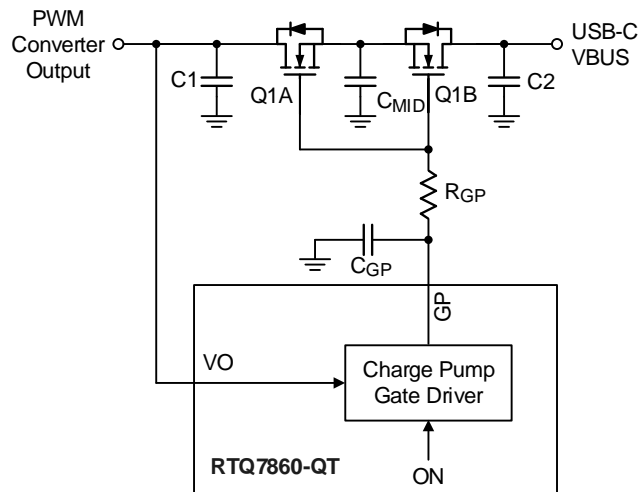 PWM
Converter
Output
USB-C
VBUS
C1
Q1A
CMID
Q1B
C2
RGP
CGP
GP
VO
Charge Pump
Gate Driver
RTQ7860-QT
ON